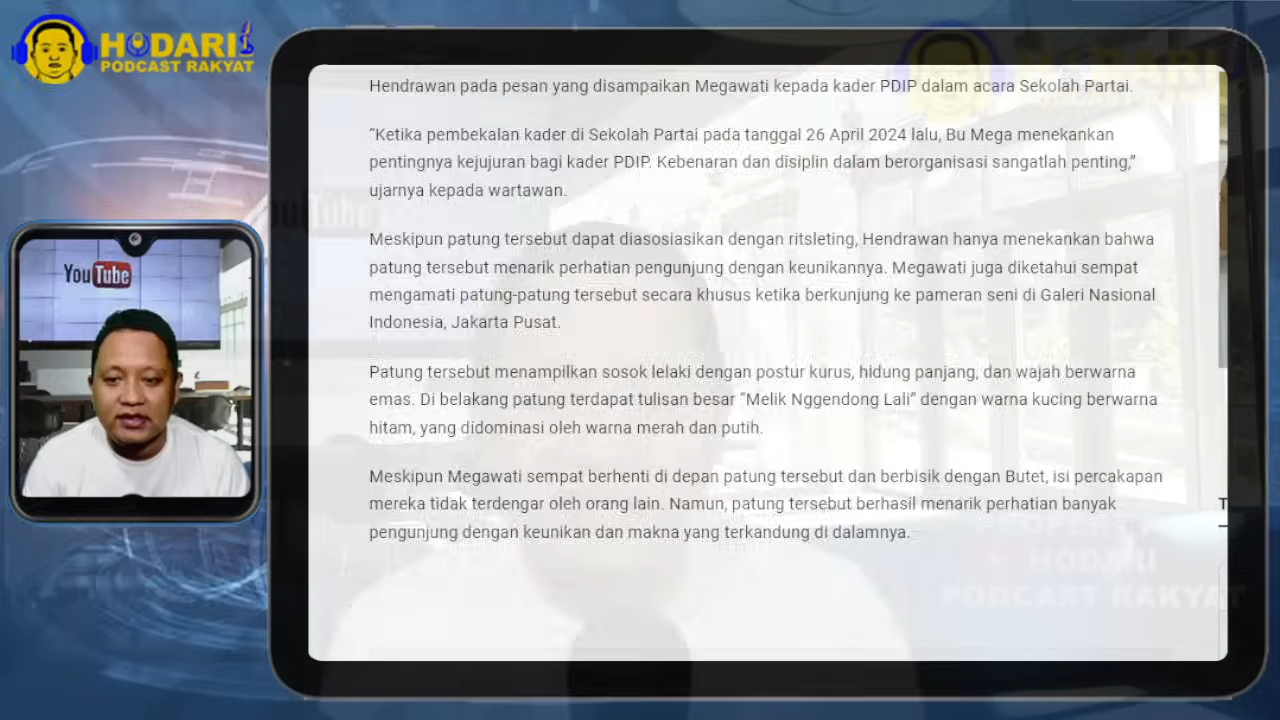 HODARI
PODCAST RAKYAT
Hendrawan pada pesan yang disampaikan Megawati kepada kader PDIP dalam acara Sekolah Partai.
“Ketika pembekalan kader di Sekolah Partai pada tanggal 26 April 2024 lalu, Bu Mega menekankan
pentingnya kejujuran bagi kader PDIP. Kebenaran dan disiplin dalam berorganisasi sangatlah penting,”
ujarnya kepada wartawan.
Meskipun patung tersebut dapat diasosiasikan dengan ritsleting, Hendrawan hanya menekankan bahwa
patung tersebut menarik perhatian pengunjung dengan keunikannya. Megawati juga diketahui sempat
mengamati patung-patung tersebut secara khusus ketika berkunjung ke pameran seni di Galeri Nasional
Indonesia, Jakarta Pusat.
Patung tersebut menampilkan sosok lelaki dengan postur kurus, hidung panjang, dan wajah berwarna
emas. Di belakang patung terdapat tulisan besar “Melik Nggendong Lali” dengan warna kucing berwarna
hitam, yang didominasi oleh warna merah dan putih.
Meskipun Megawati sempat berhenti di depan patung tersebut dan berbisik dengan Butet, isi percakapan
mereka tidak terdengar oleh orang lain. Namun, patung tersebut berhasil menarik perhatian banyak
pengunjung dengan keunikan dan makna yang terkandung di dalamnya.
YouTube
T
HODARI
PODCAST RAKYAT